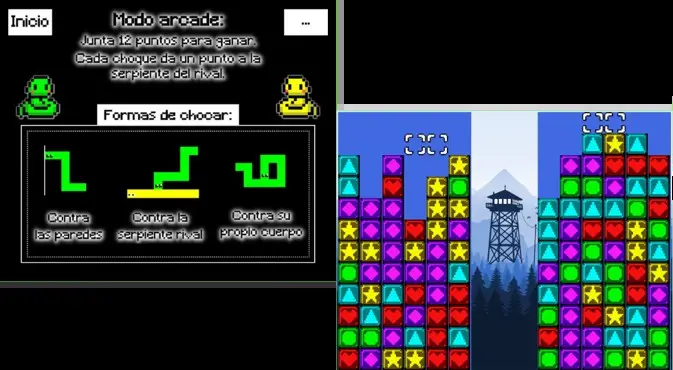 Inicio
Modo arcade:
...
Junta 12 puntos para ganar.
Cada choque da un punto a la
serpiente del rival.
Formas de chocar:
Contra
las paredes
Contra la
serpiente rival
Contra su
propio cuerpo